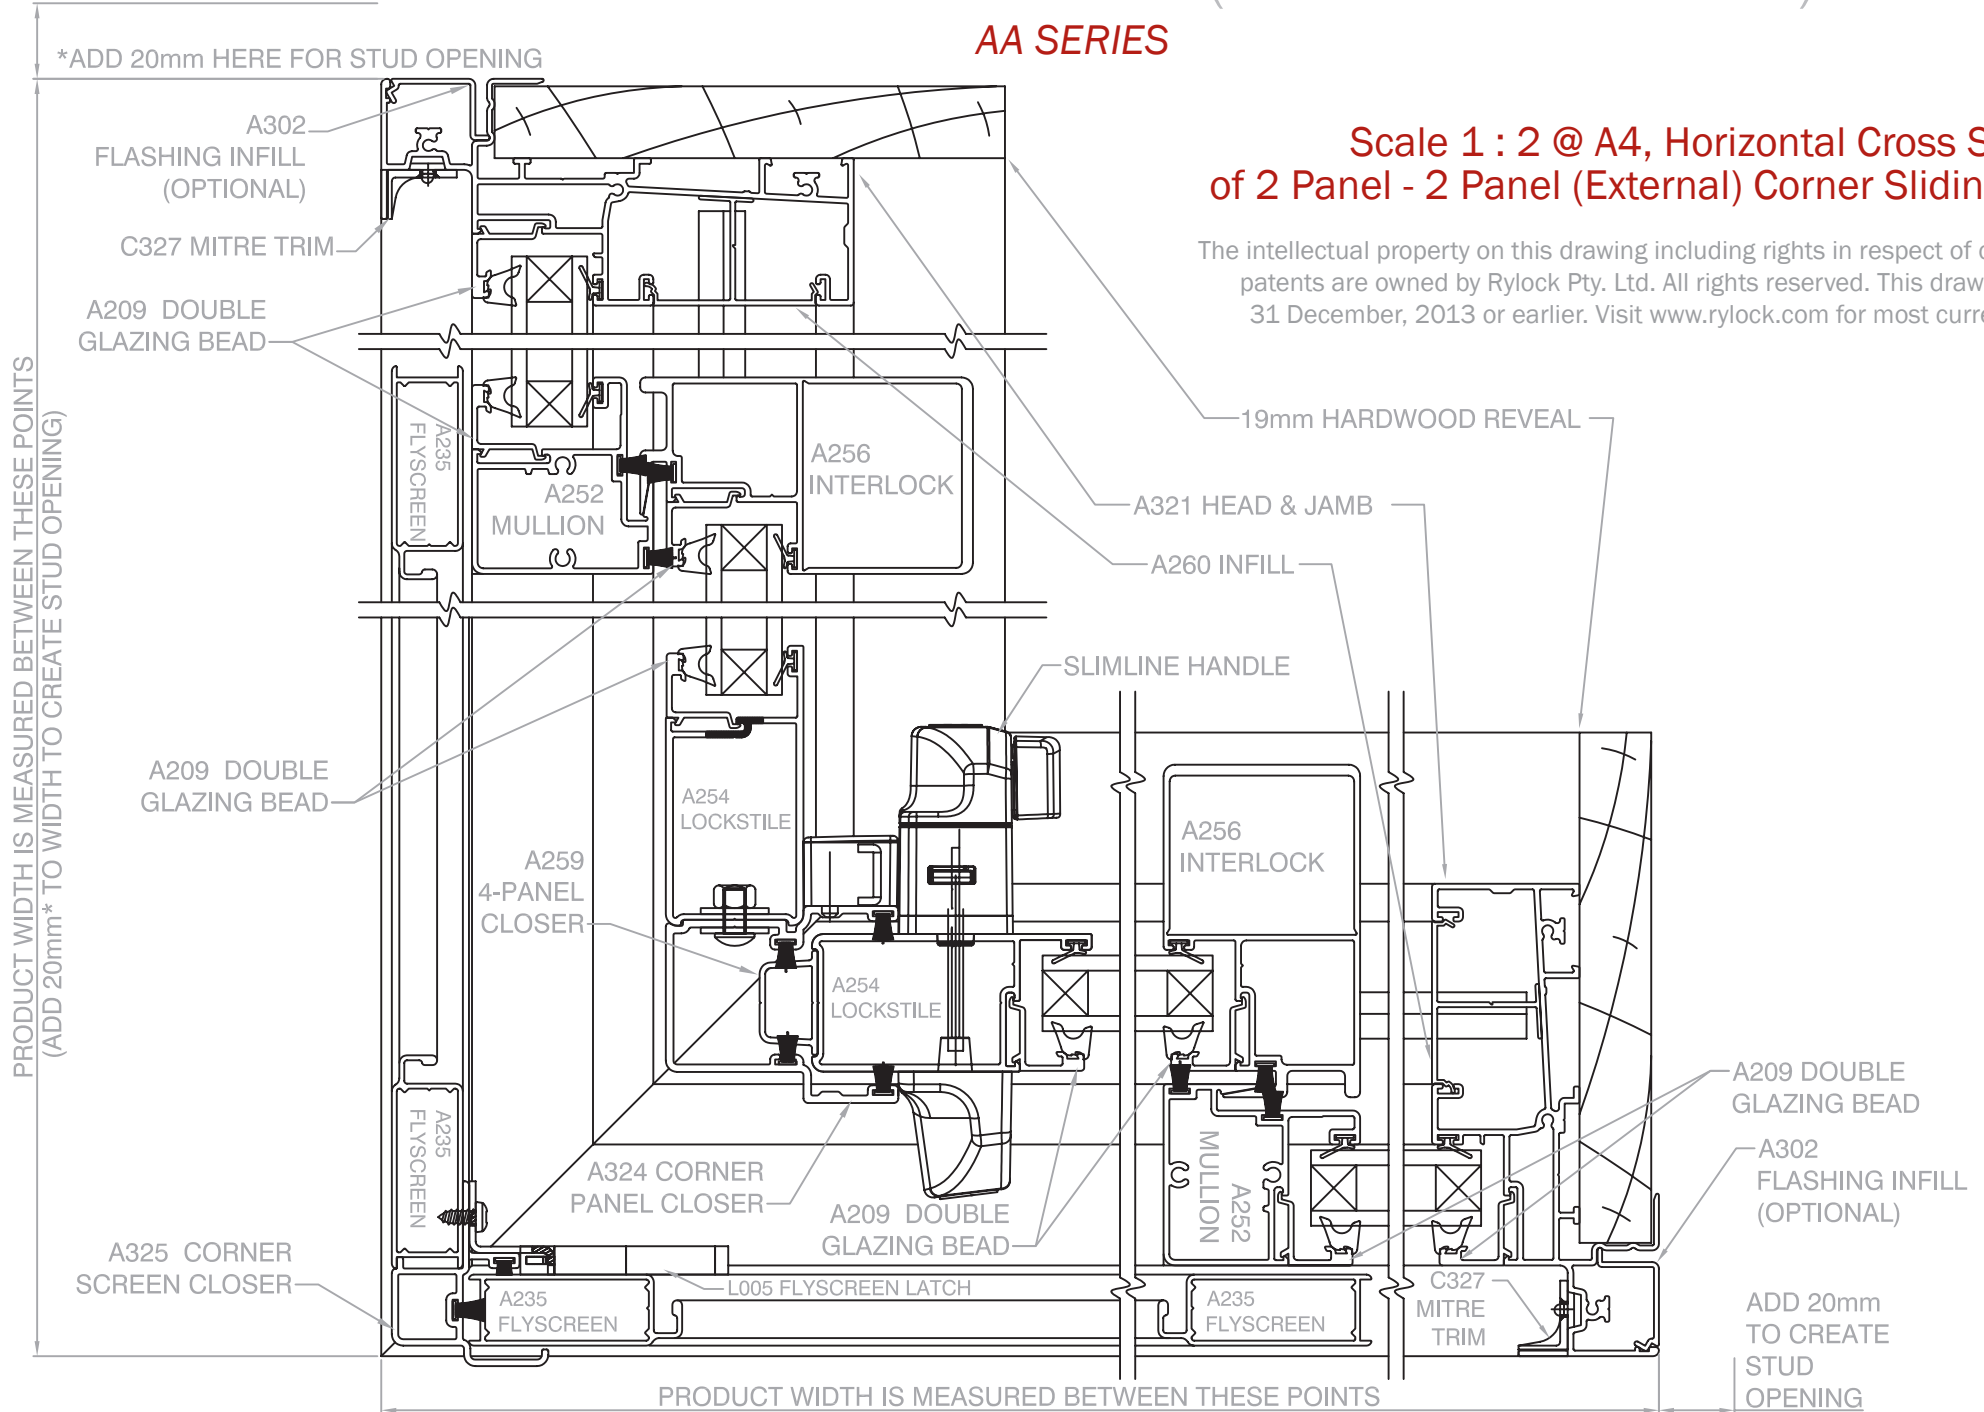 AA SERIES
*ADD 20mm HERE FOR STUD OPENING
A302
FLASHING INFILL
(OPTIONAL)
C327 MITRE TRIM
A209 DOUBLE
GLAZING BEAD
Scale 1 : 2 @ A4, Horizontal Cross S
of 2 Panel - 2 Panel (External) Corner Slidin
The intellectual property on this drawing including rights in respect of
patents are owned by Rylock Pty. Ltd. All rights reserved. This draw
31 December, 2013 or earlier. Visit www.rylock.com for most curre
PRODUCT WIDTH IS MEASURED BETWEEN THESE POINTS
(ADD 20mm* TO WIDTH TO CREATE STUD OPENING)
A235
FLYSCREEN
A252
MULLION
A256
INTERLOCK
19mm HARDWOOD REVEAL
A321 HEAD & JAMB
A260 INFILL
SLIMLINE HANDLE
A209 DOUBLE
GLAZING BEAD
A254
LOCKSTILE
A259
4-PANEL
CLOSER
A256
INTERLOCK
A254
LOCKSTILE
A235
FLYSCREEN
A324 CORNER
PANEL CLOSER
A209 DOUBLE
GLAZING BEAD
A252
MULLION
A209 DOUBLE
GLAZING BEAD
A302
FLASHING INFILL
(OPTIONAL)
A325 CORNER
SCREEN CLOSER
L005 FLYSCREEN LATCH
A235
FLYSCREEN
A235
FLYSCREEN
C327
MITRE
TRIM
ADD 20mm
TO CREATE
STUD
OPENING
PRODUCT WIDTH IS MEASURED BETWEEN THESE POINTS